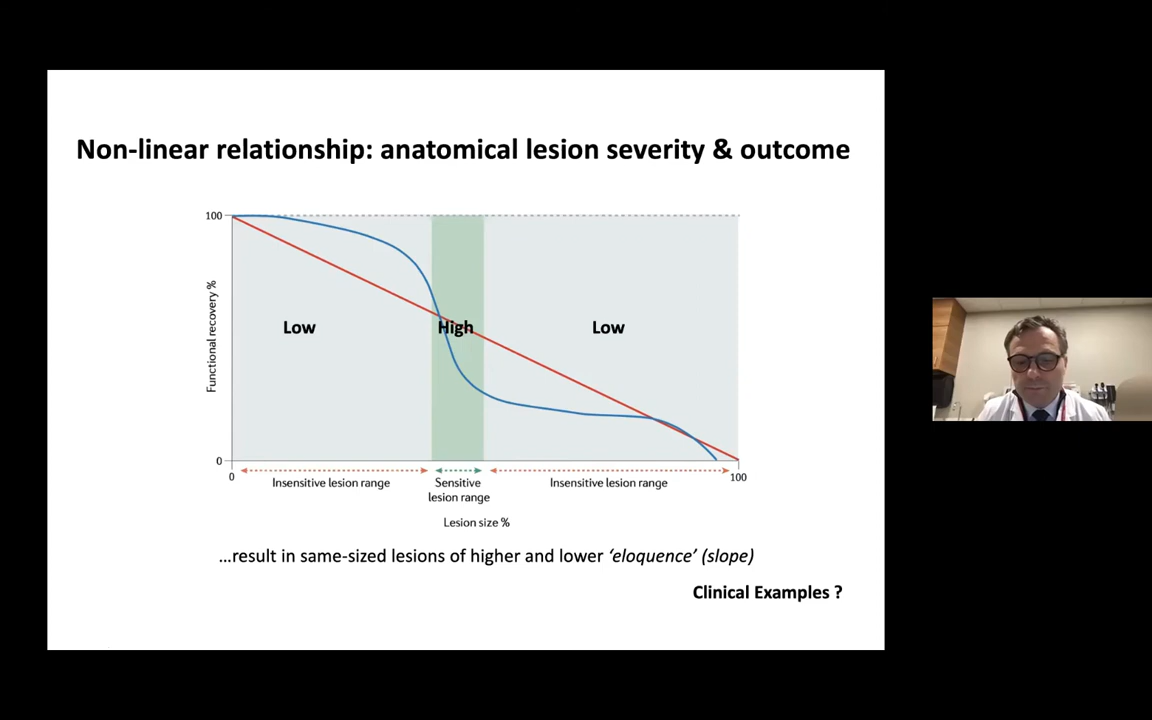 Non-linear relationship: anatomical lesion severity & outcome
100
Functional recovery %
Low
High
Low
0
0
100
Insensitive lesion range
Sensitive
lesion range
Insensitive lesion range
Lesion size %
...result in same-sized lesions of higher and lower ‘eloquence’ (slope)
Clinical Examples ?